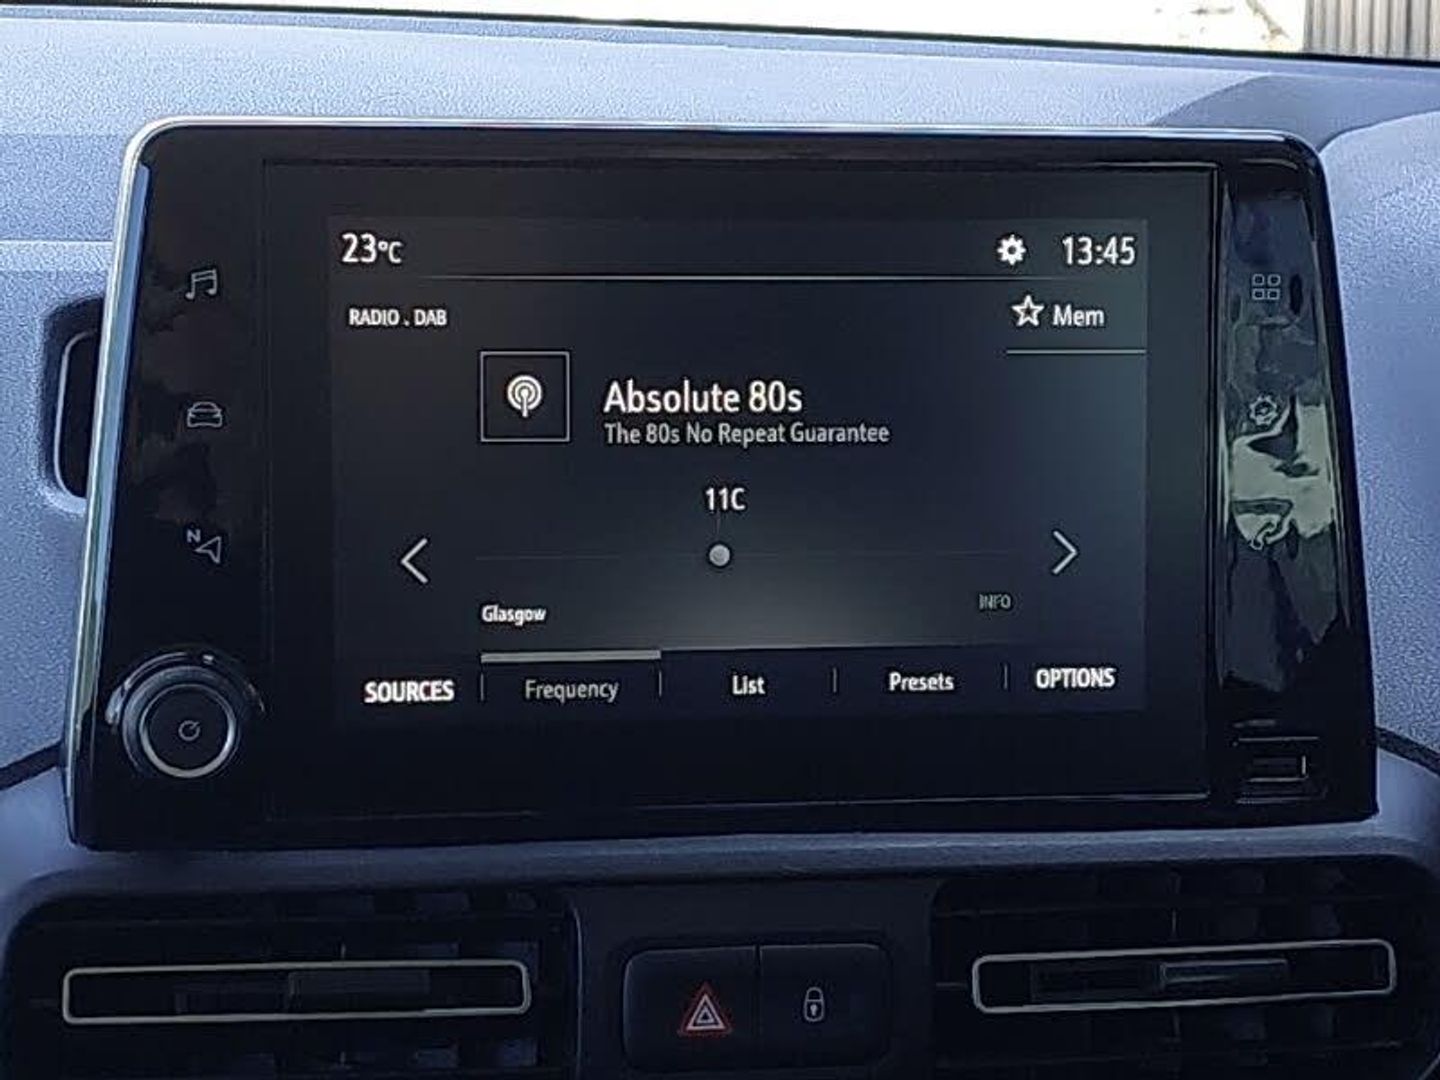 23°C 13:45
RADIO . DAB Mem
Absolute 80s
The 80s No Repeat Guarantee
11C
N
Glasgow INFO
SOURCES Frequency List Presets OPTIONS